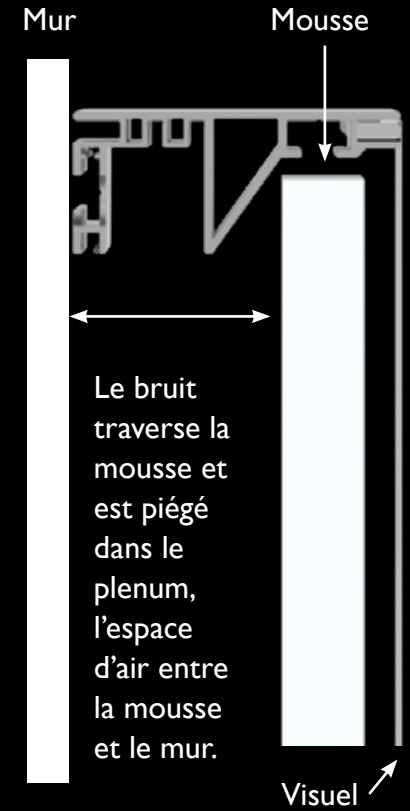 Mur
Mousse
Le bruit
traverse la
mousse et
est piégé
dans le
plenum,
l’espace
d’air entre
la mousse
et le mur.
Visuel